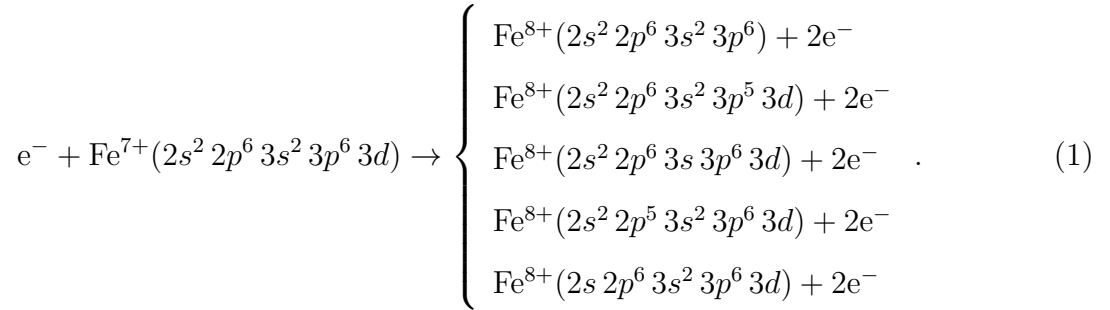 Fe⁸⁺(2s² 2p⁶ 3s² 3p⁶) + 2e⁻
Fe⁸⁺(2s² 2p⁶ 3s² 3p⁵ 3d) + 2e⁻
e⁻ + Fe⁷⁺(2s² 2p⁶ 3s² 3p⁶ 3d) → { Fe⁸⁺(2s² 2p⁶ 3s 3p⁶ 3d) + 2e⁻ . (1)
Fe⁸⁺(2s² 2p⁵ 3s² 3p⁶ 3d) + 2e⁻
Fe⁸⁺(2s 2p⁶ 3s² 3p⁶ 3d) + 2e⁻